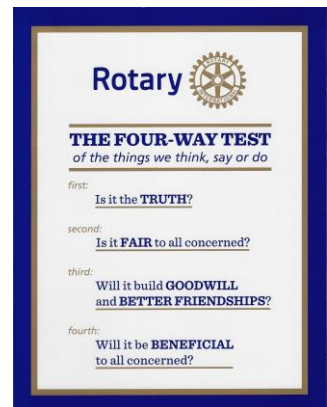 Rotary
ROTARY
INTERNATIONAL
THE FOUR-WAY TEST
of the things we think, say or do
first:
Is it the TRUTH?
second:
Is it FAIR to all concerned?
third:
Will it build GOODWILL
and BETTER FRIENDSHIPS?
fourth:
Will it be BENEFICIAL
to all concerned?